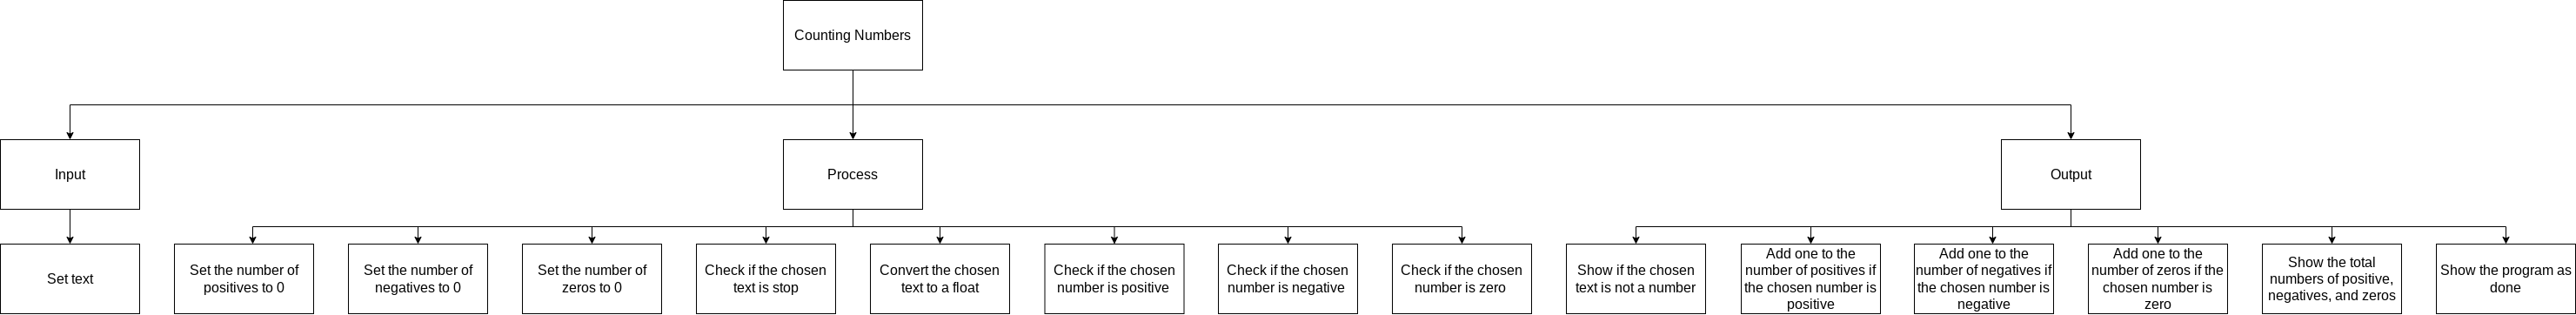 Counting Numbers
Input
Process
Output
Set text
Set the number of
positives to 0
Set the number of
negatives to 0
Set the number of
zeros to 0
Check if the chosen
text is stop
Convert the chosen
text to a float
Check if the chosen
number is positive
Check if the chosen
number is negative
Check if the chosen
number is zero
Show if the chosen
text is not a number
Add one to the
number of positives if
the chosen number is
positive
Add one to the
number of negatives if
the chosen number is
negative
Add one to the
number of zeros if the
chosen number is
zero
Show the total
numbers of positive,
negatives, and zeros
Show the program as
done